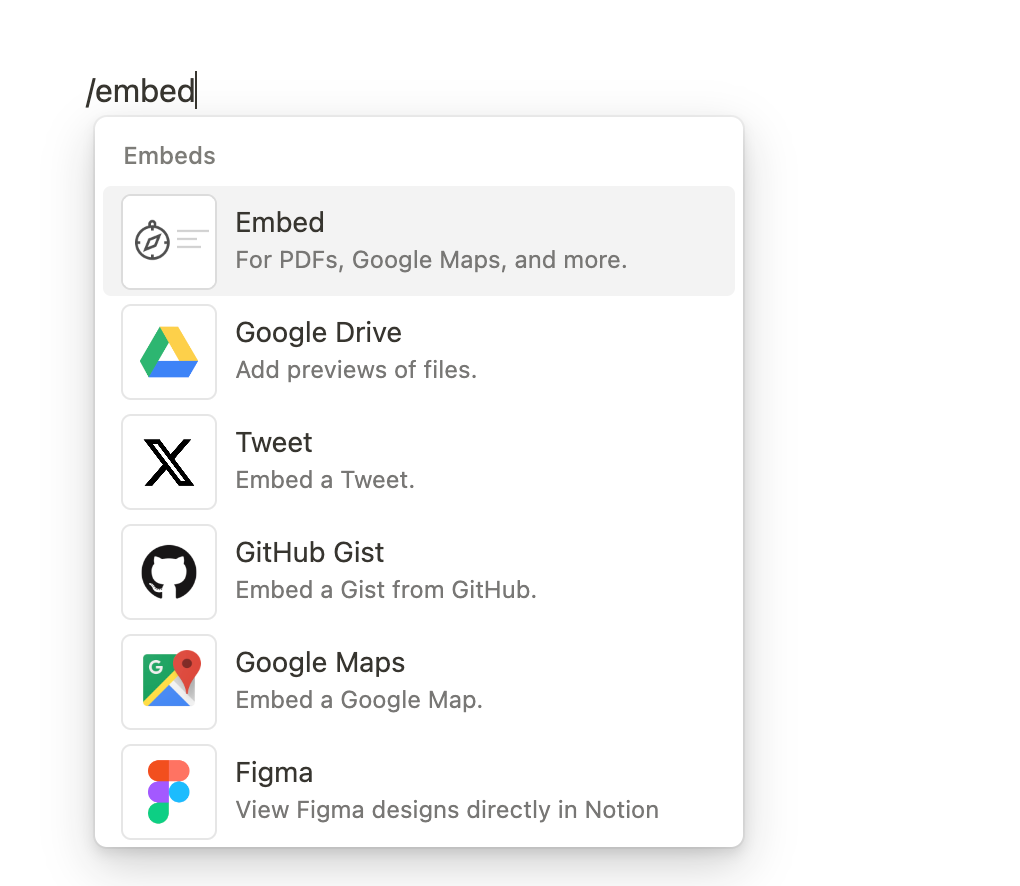 /embed
Embeds
Embed
For PDFs, Google Maps, and more.
Google Drive
Add previews of files.
Tweet
Embed a Tweet.
GitHub Gist
Embed a Gist from GitHub.
G
Google Maps
Embed a Google Map.
Figma
View Figma designs directly in Notion